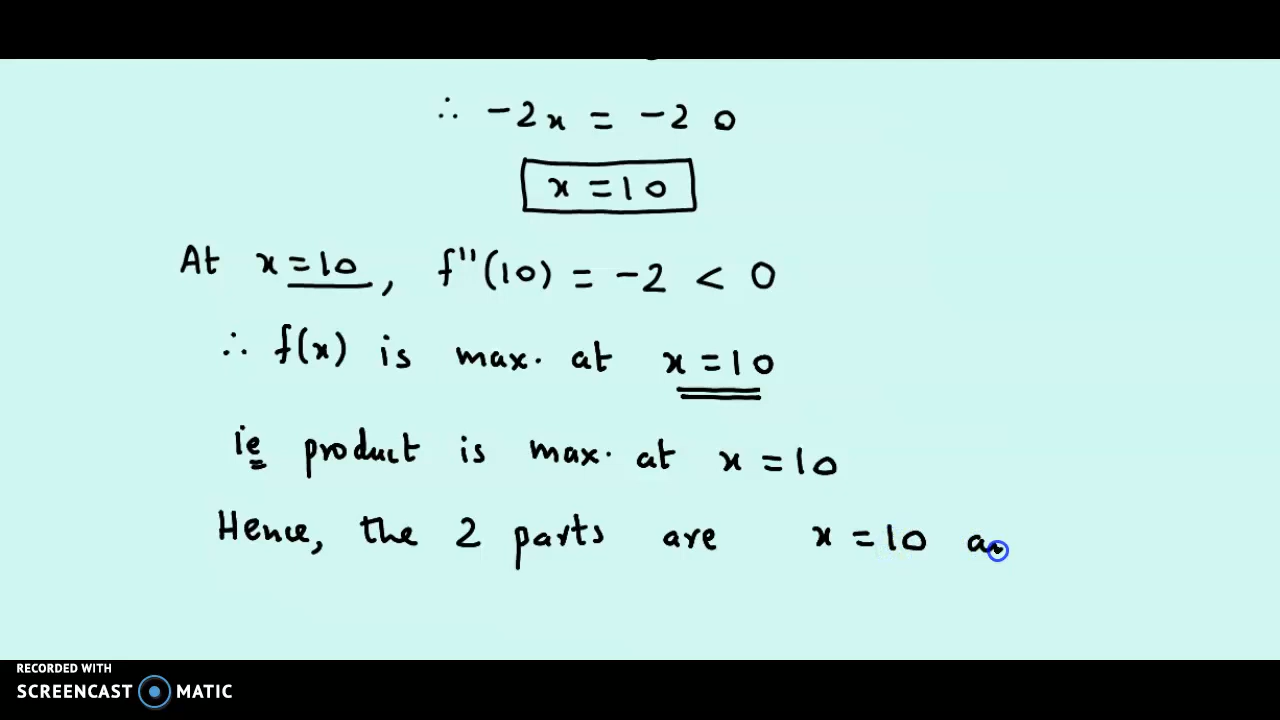 ∴ -2x = -20
x = 10
At x = 10, f''(10) = -2 < 0
∴ f(x) is max. at x = 10
ie product is max. at x = 10
Hence, the 2 parts are x = 10
RECORDED WITH
SCREENCAST MATIC